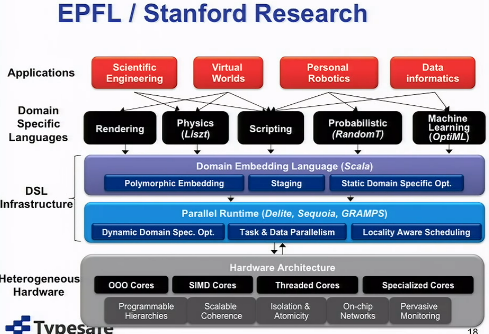 EPFL / Stanford Research
Applications
Scientific
Engineering
Virtual
Worlds
Personal
Robotics
Data
informatics
Domain
Specific
Languages
Rendering
Physics
(Liszt)
Scripting
Probabilistic
(RandomT)
Machine
Learning
(OptiML)
DSL
Infrastructure
Domain Embedding Language (Scala)
Polymorphic Embedding
Staging
Static Domain Specific Opt.
Parallel Runtime (Delite, Sequoia, GRAMPS)
Dynamic Domain Spec. Opt.
Task & Data Parallelism
Locality Aware Scheduling
Heterogeneous
Hardware
Hardware Architecture
OOO Cores
SIMD Cores
Threaded Cores
Specialized Cores
Programmable
Hierarchies
Scalable
Coherence
Isolation &
Atomicity
On-chip
Networks
Pervasive
Monitoring
Typesafe
18